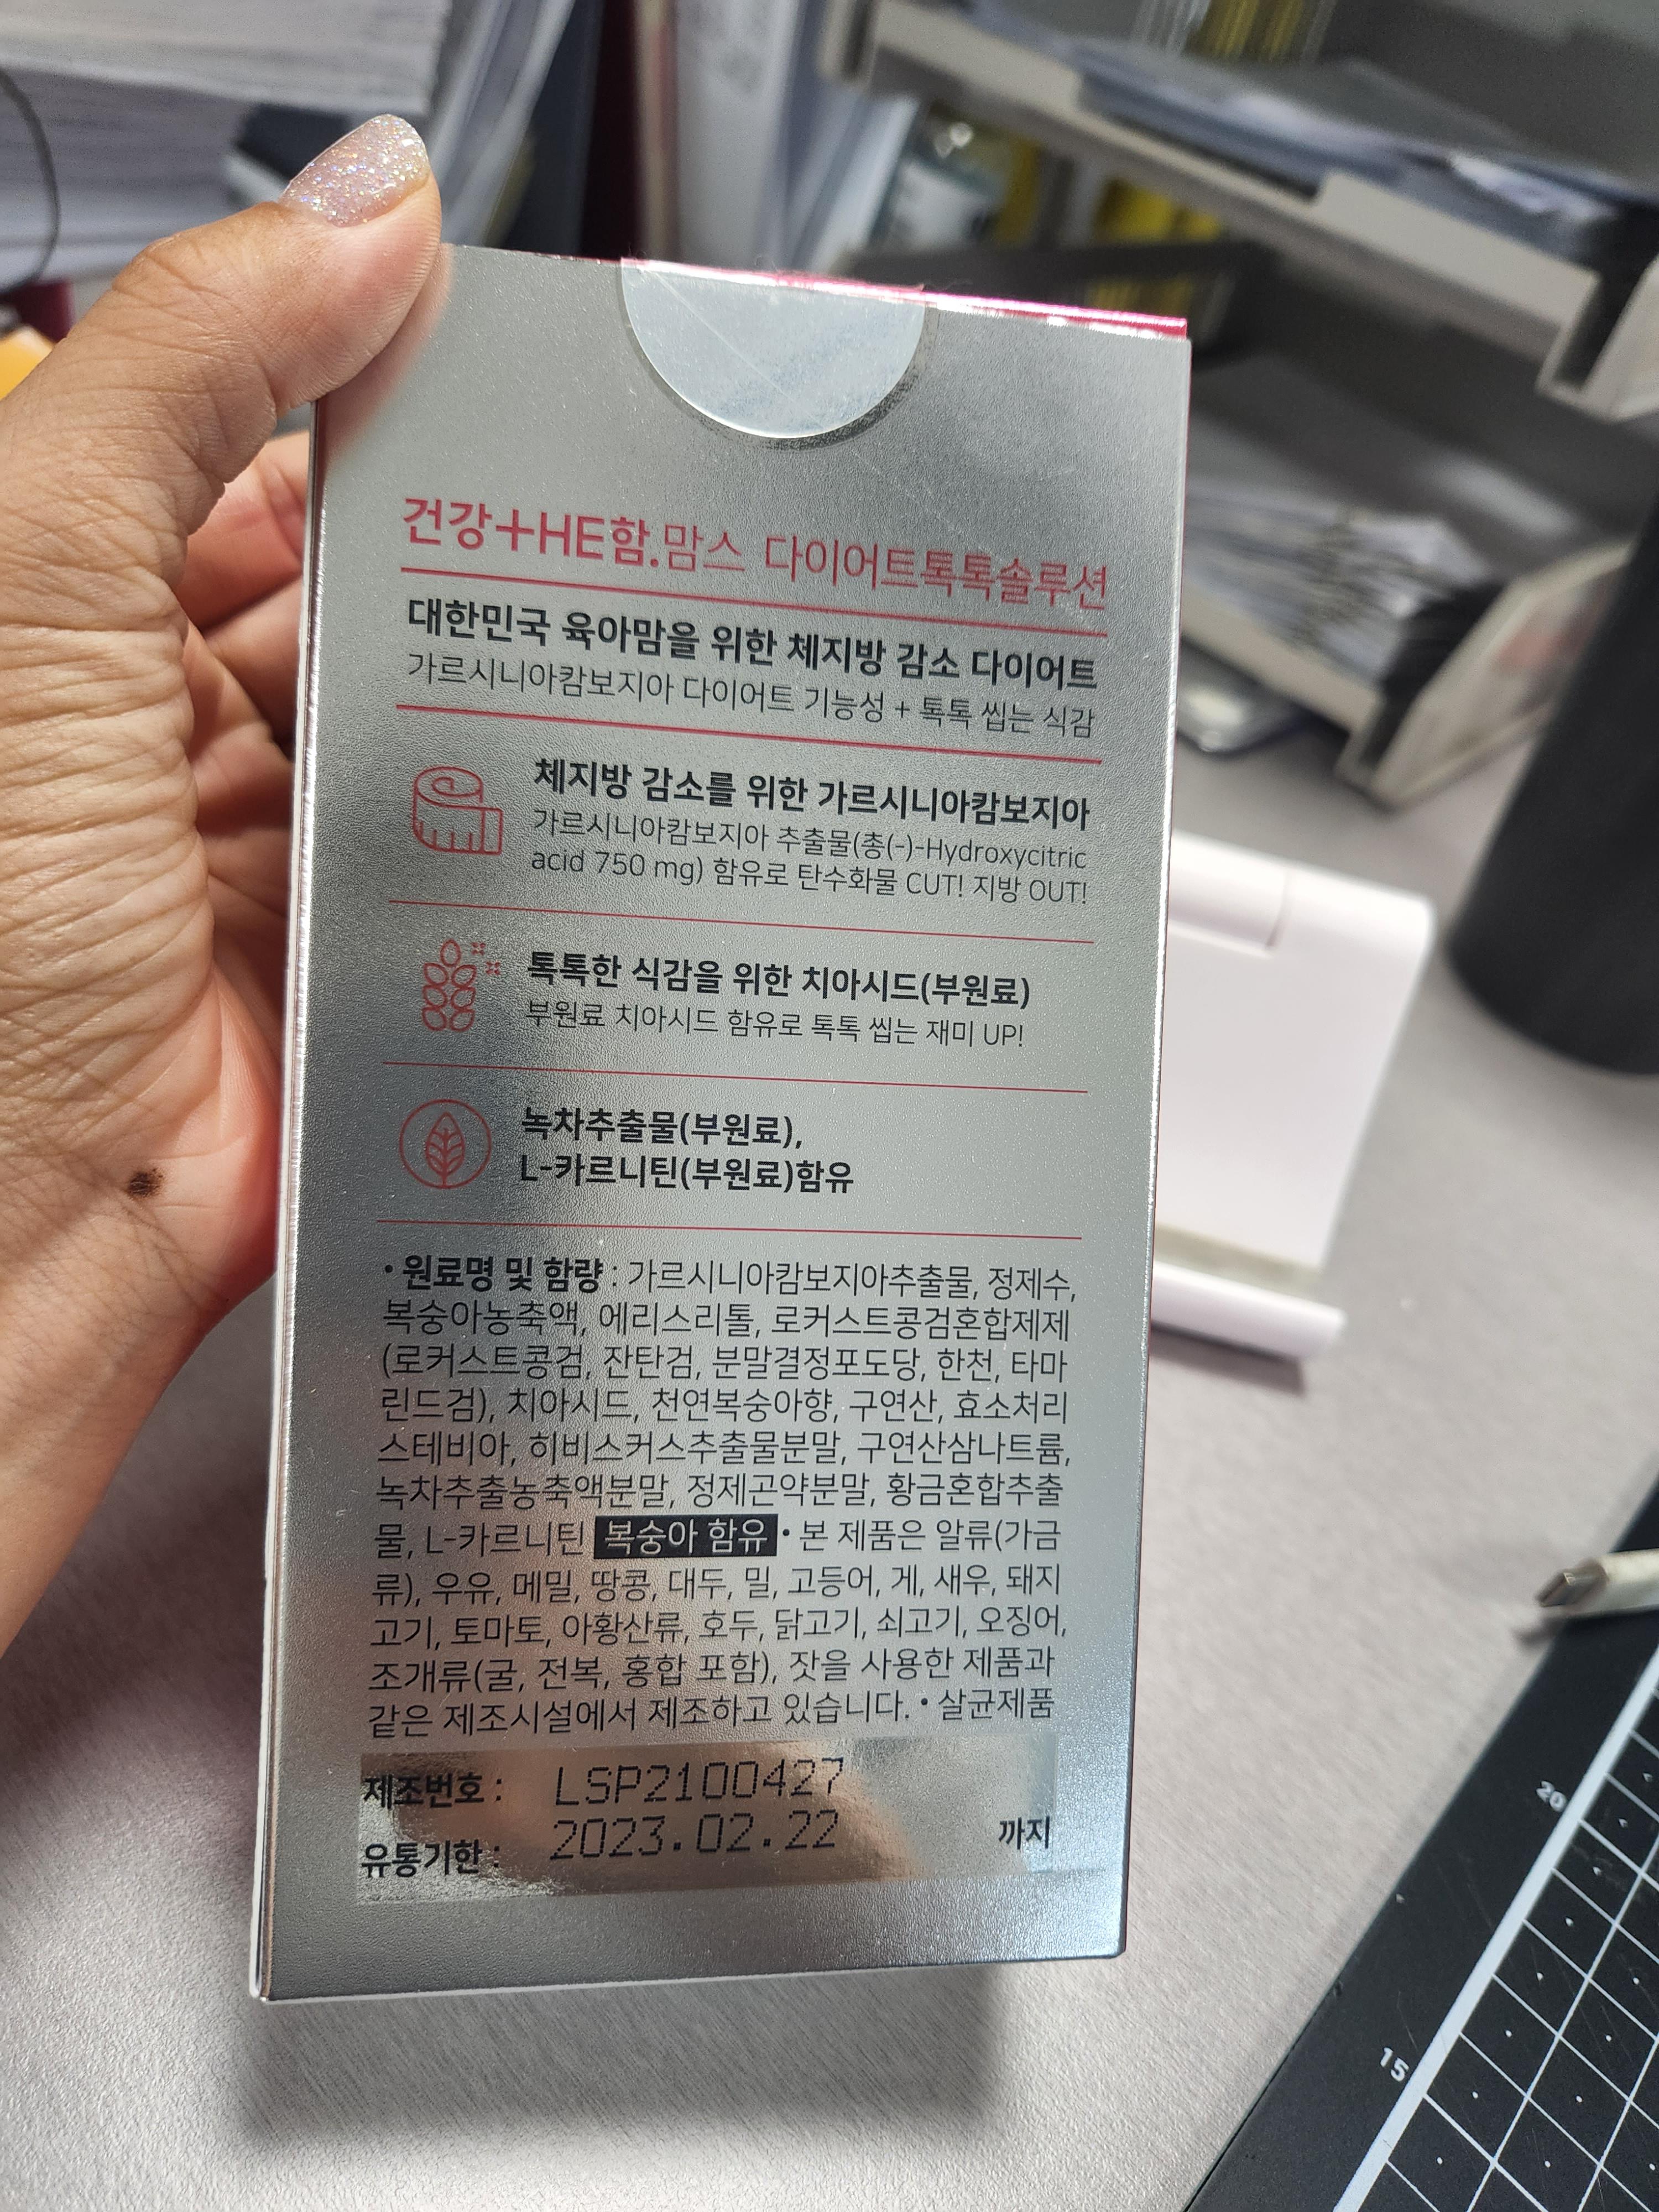 건강+HE함.맘스 다이어트톡톡솔루션
대한민국 육아맘을 위한 체지방 감소 다이어트
가르시니아캄보지아 다이어트 기능성 + 톡톡 씹는 식감
체지방 감소를 위한 가르시니아캄보지아
가르시니아캄보지아 추출물(총(-)-Hydroxycitric
acid 750 mg) 함유로 탄수화물 CUT! 지방 OUT!
톡톡한 식감을 위한 치아시드(부원료)
부원료 치아시드 함유로 톡톡 씹는 재미 UP!
녹차추출물(부원료),
L-카르니틴(부원료)함유
• 원료명 및 함량 : 가르시니아캄보지아추출물, 정제수,
복숭아농축액, 에리스리톨, 로커스트콩검혼합제제
(로커스트콩검, 잔탄검, 분말결정포도당, 한천, 타마
린드검), 치아시드, 천연복숭아향, 구연산, 효소처리
스테비아, 히비스커스추출물분말, 구연산삼나트륨,
녹차추출농축액분말, 정제곤약분말, 황금혼합추출
물, L-카르니틴 복숭아 함유 • 본 제품은 알류(가금
류), 우유, 메밀, 땅콩, 대두, 밀, 고등어, 게, 새우, 돼지
고기, 토마토, 아황산류, 호두, 닭고기, 쇠고기, 오징어,
조개류(굴, 전복, 홍합 포함), 잣을 사용한 제품과
같은 제조시설에서 제조하고 있습니다. • 살균제품
제조번호 : LSP2100427
유통기한 : 2023.02.22 까지
20
15